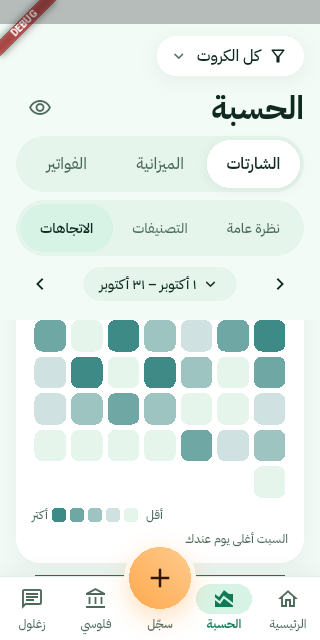 DEBUG
كل الكروت
الحسبة
الشارتات
الميزانية
الفواتير
نظرة عامة
التصنيفات
الاتجاهات
١ أكتوبر – ٣١ أكتوبر
أقل
أكتر
السبت أغلى يوم عندك
الرئيسية
الحسبة
سجّل
فلوسي
زغلول